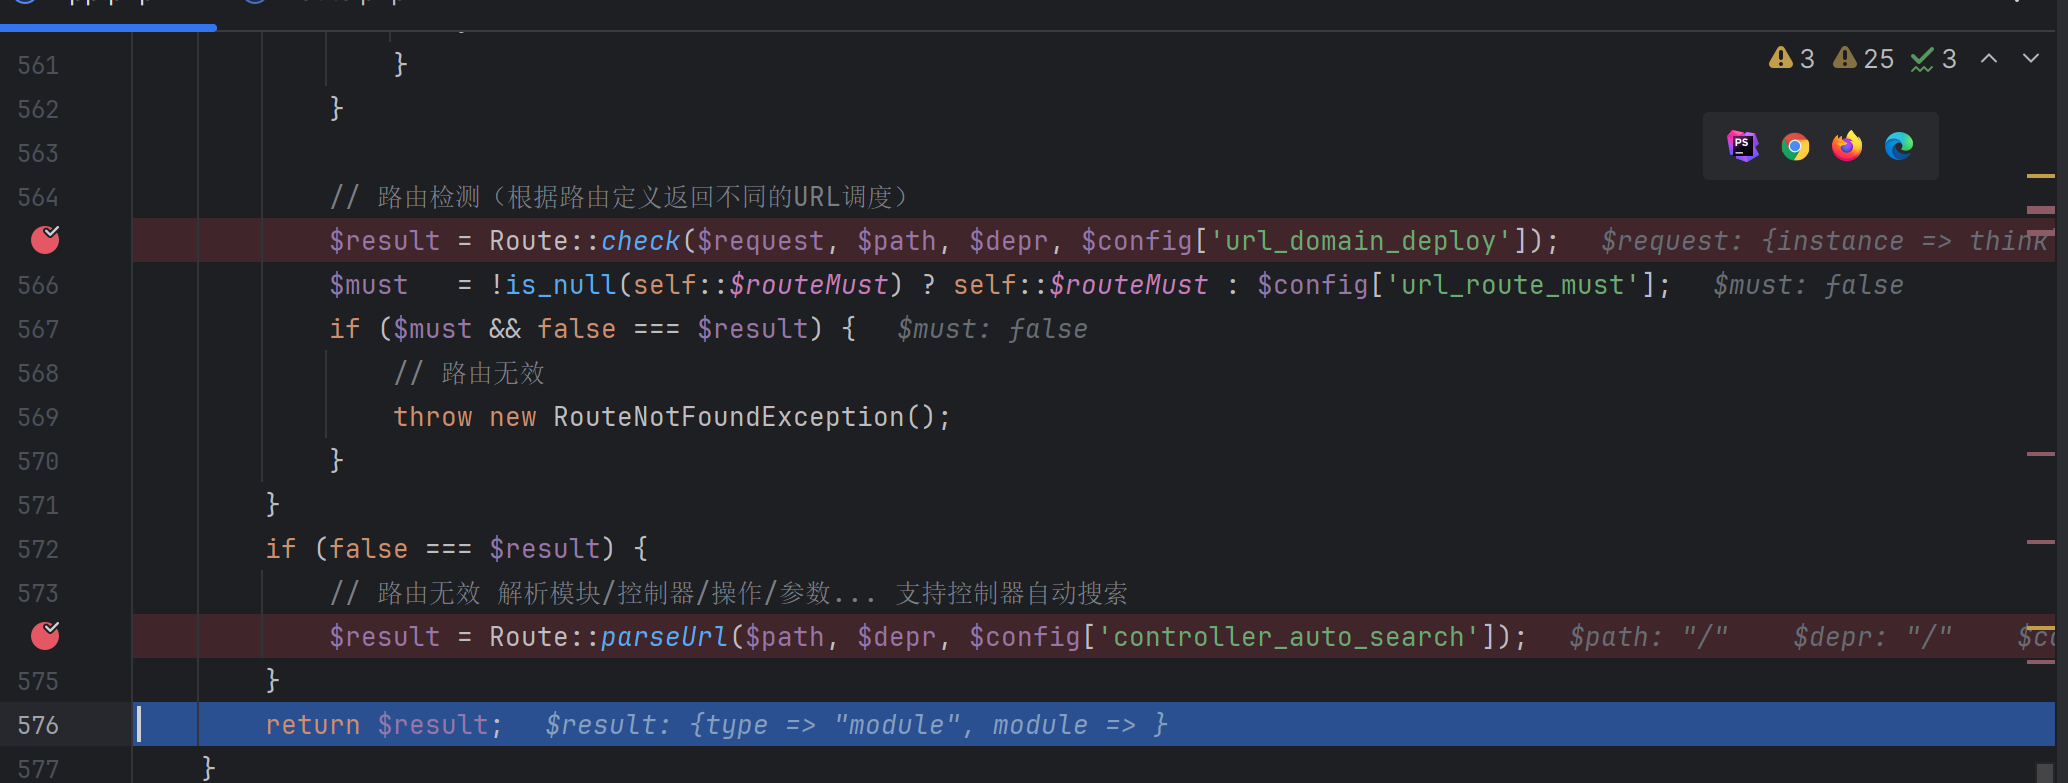 561 }
562 }
563
564 // 路由检测（根据路由定义返回不同的URL调度）
$result = Route::check($request, $path, $depr, $config['url_domain_deploy']); $request: {instance => think
566 $must   = !is_null(self::$routeMust) ? self::$routeMust : $config['url_route_must']; $must: false
567 if ($must && false === $result) { $must: false
568 // 路由无效
569 throw new RouteNotFoundException();
570 }
571 }
572 if (false === $result) {
573 // 路由无效 解析模块/控制器/操作/参数... 支持控制器自动搜索
$result = Route::parseUrl($path, $depr, $config['controller_auto_search']); $path: "/" $depr: "/"
575 }
576 return $result; $result: {type => "module", module => }
577 }
3 25 3
PS